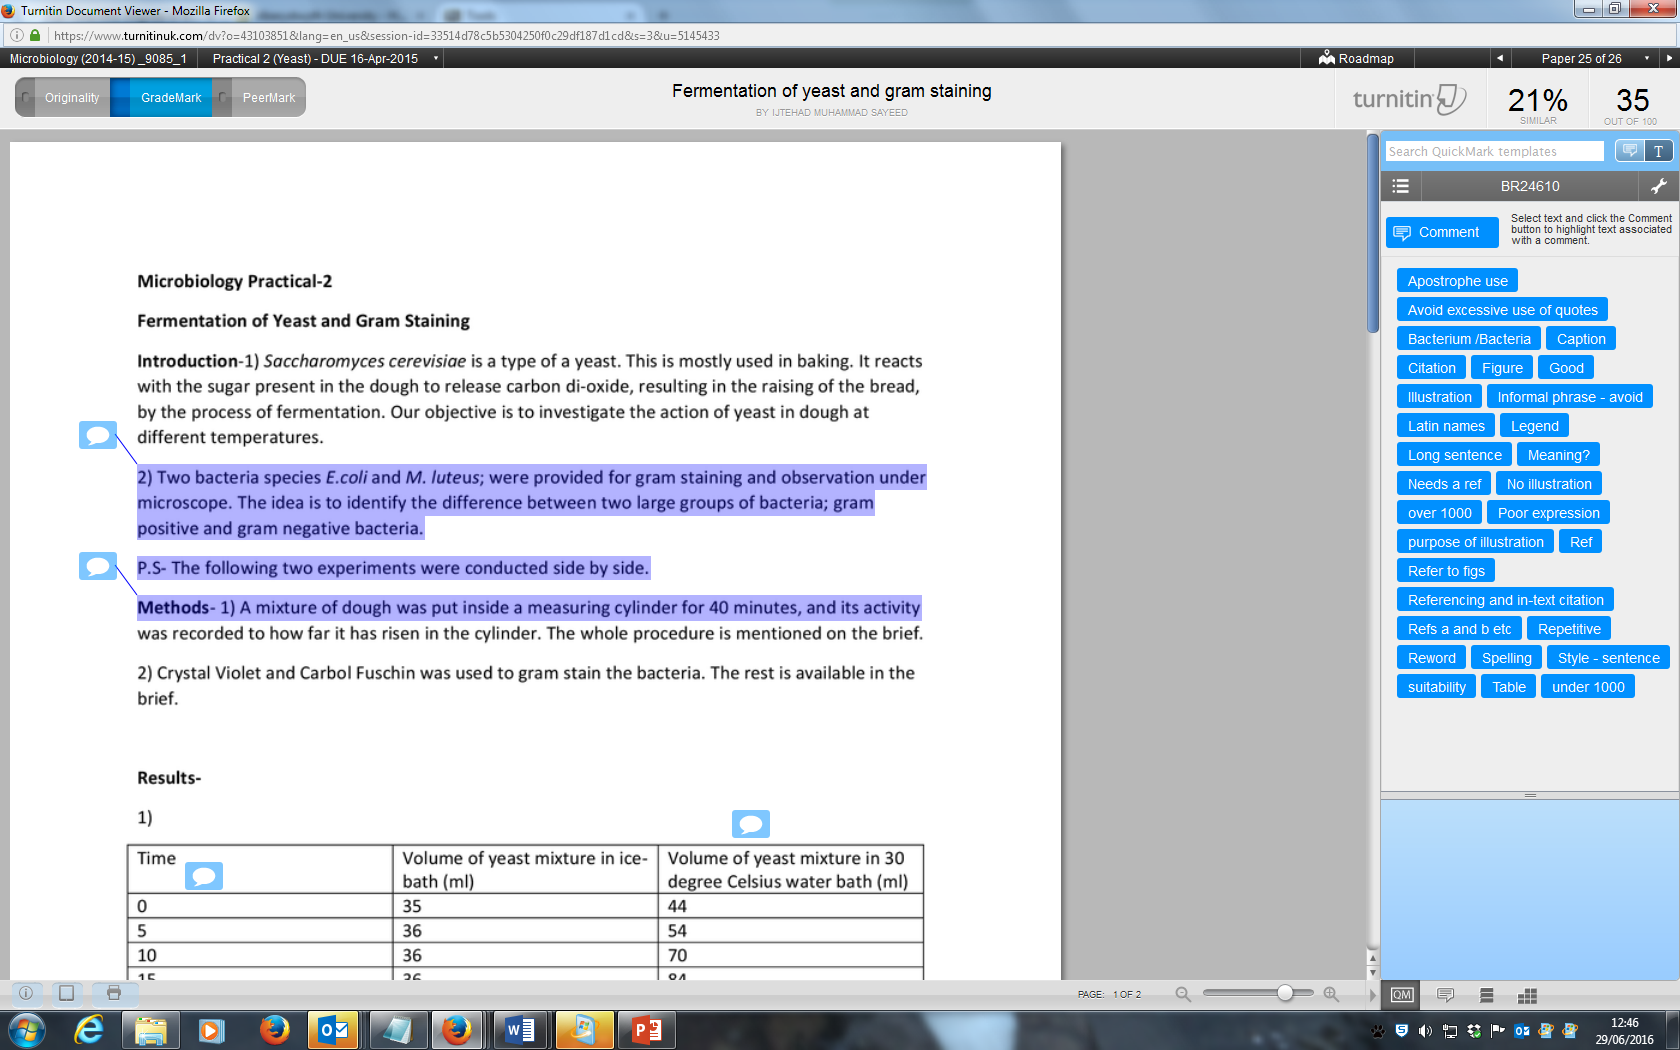 Turnitin Document Viewer - Mozilla Firefox
https://www.turnitinuk.com/dv?o=43103851&lang=en_us&session-id=33514d78c5b5304250f0c29df187d1cd&s=3&u=5145433
Microbiology (2014-15) _9085_1 Practical 2 (Yeast) - DUE 16-Apr-2015 Roadmap Paper 25 of 26
Originality GradeMark PeerMark
Fermentation of yeast and gram staining
BY IJTEHAD MUHAMMAD SAYEED
turnitin
21%
SIMILAR
35
OUT OF 100
Microbiology Practical-2
Fermentation of Yeast and Gram Staining
Introduction-1) Saccharomyces cerevisiae is a type of a yeast. This is mostly used in baking. It reacts
with the sugar present in the dough to release carbon di-oxide, resulting in the raising of the bread,
by the process of fermentation. Our objective is to investigate the action of yeast in dough at
different temperatures.
2) Two bacteria species E.coli and M. luteus; were provided for gram staining and observation under
microscope. The idea is to identify the difference between two large groups of bacteria; gram
positive and gram negative bacteria.
P.S- The following two experiments were conducted side by side.
Methods- 1) A mixture of dough was put inside a measuring cylinder for 40 minutes, and its activity
was recorded to how far it has risen in the cylinder. The whole procedure is mentioned on the brief.
2) Crystal Violet and Carbol Fuschin was used to gram stain the bacteria. The rest is available in the
brief.
Results-
1)
Time Volume of yeast mixture in ice- Volume of yeast mixture in 30
bath (ml) degree Celsius water bath (ml)
0 35 44
5 36 54
10 36 70
15 36 84
Search QuickMark templates
T
BR24610
Comment
Select text and click the Comment
button to highlight text associated
with a comment.
Apostrophe use
Avoid excessive use of quotes
Bacterium /Bacteria Caption
Citation Figure Good
Illustration Informal phrase - avoid
Latin names Legend
Long sentence Meaning?
Needs a ref No illustration
over 1000 Poor expression
purpose of illustration Ref
Refer to figs
Referencing and in-text citation
Refs a and b etc Repetitive
Reword Spelling Style - sentence
suitability Table under 1000
PAGE: 1 OF 2
QM
12:46
29/06/2016